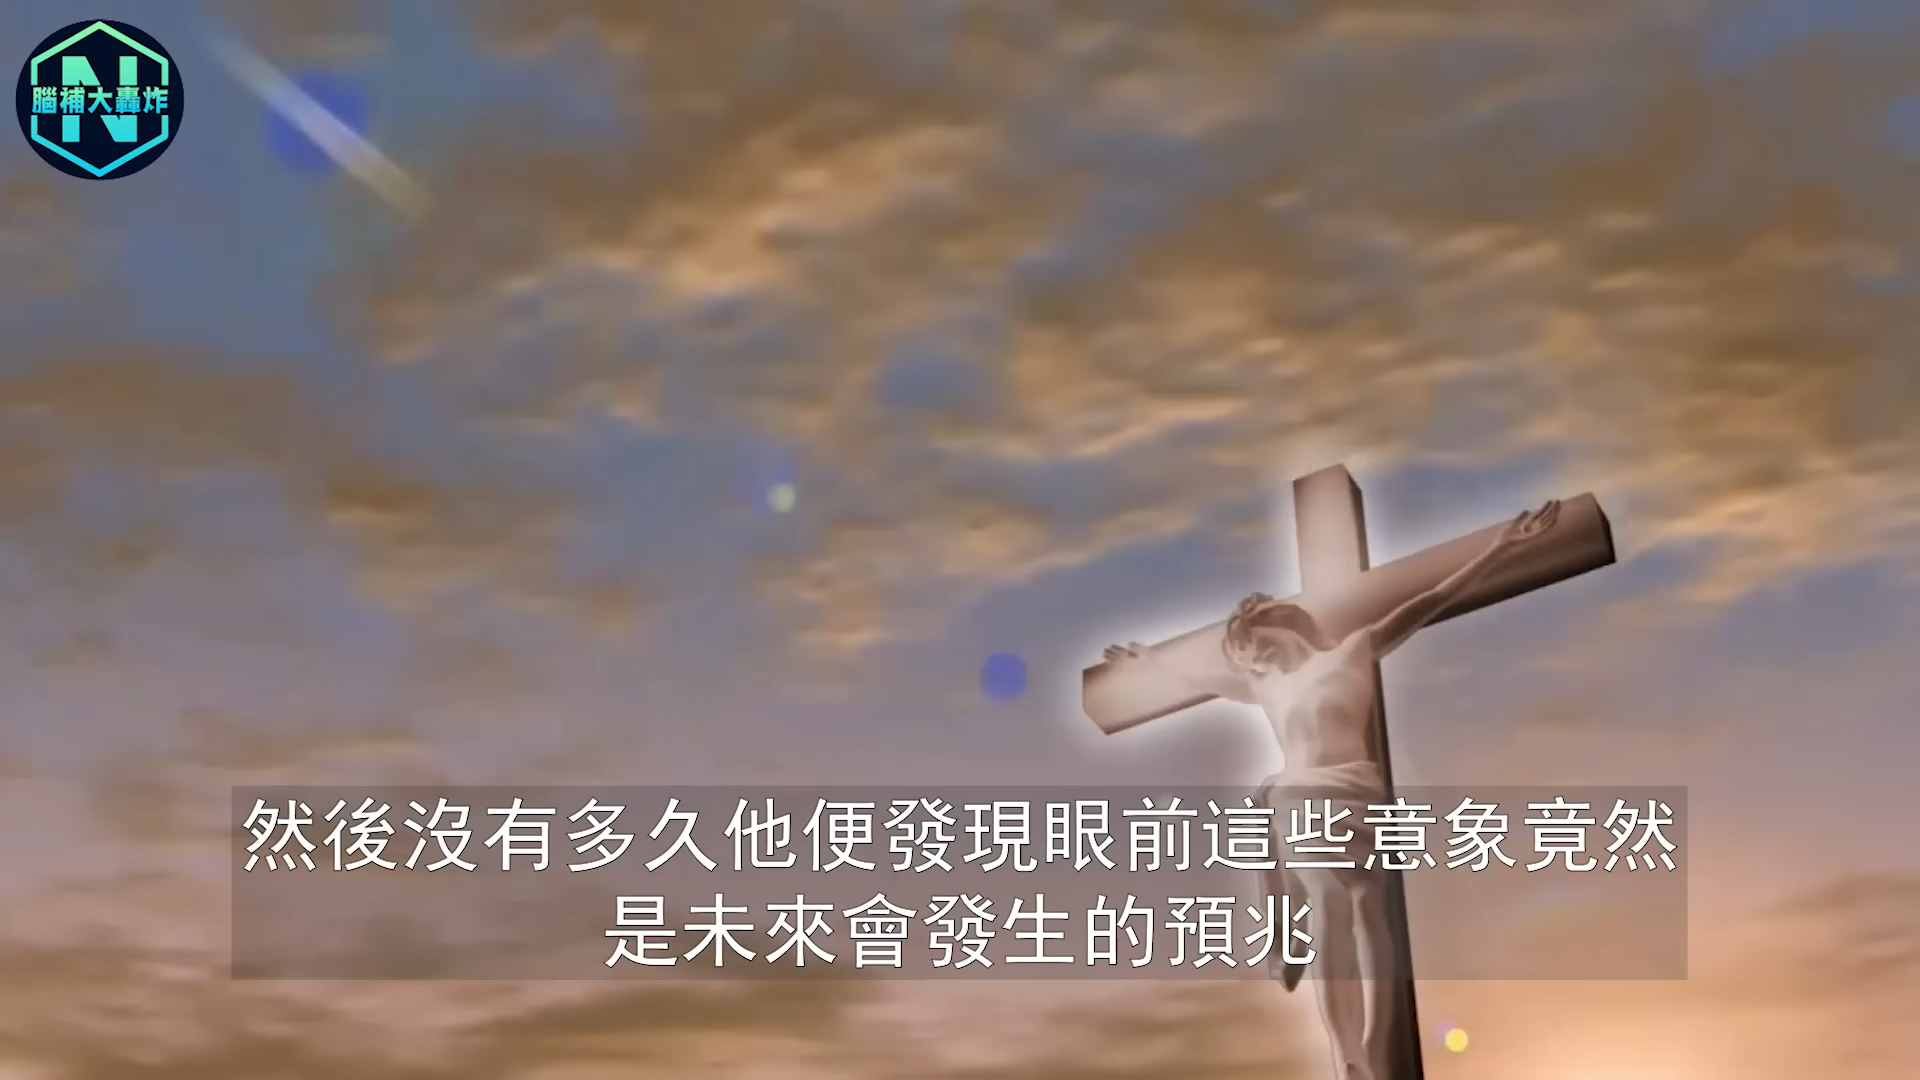 N
腦補大轟炸
然後沒有多久他便發現眼前這些意象竟然
是未來會發生的預兆